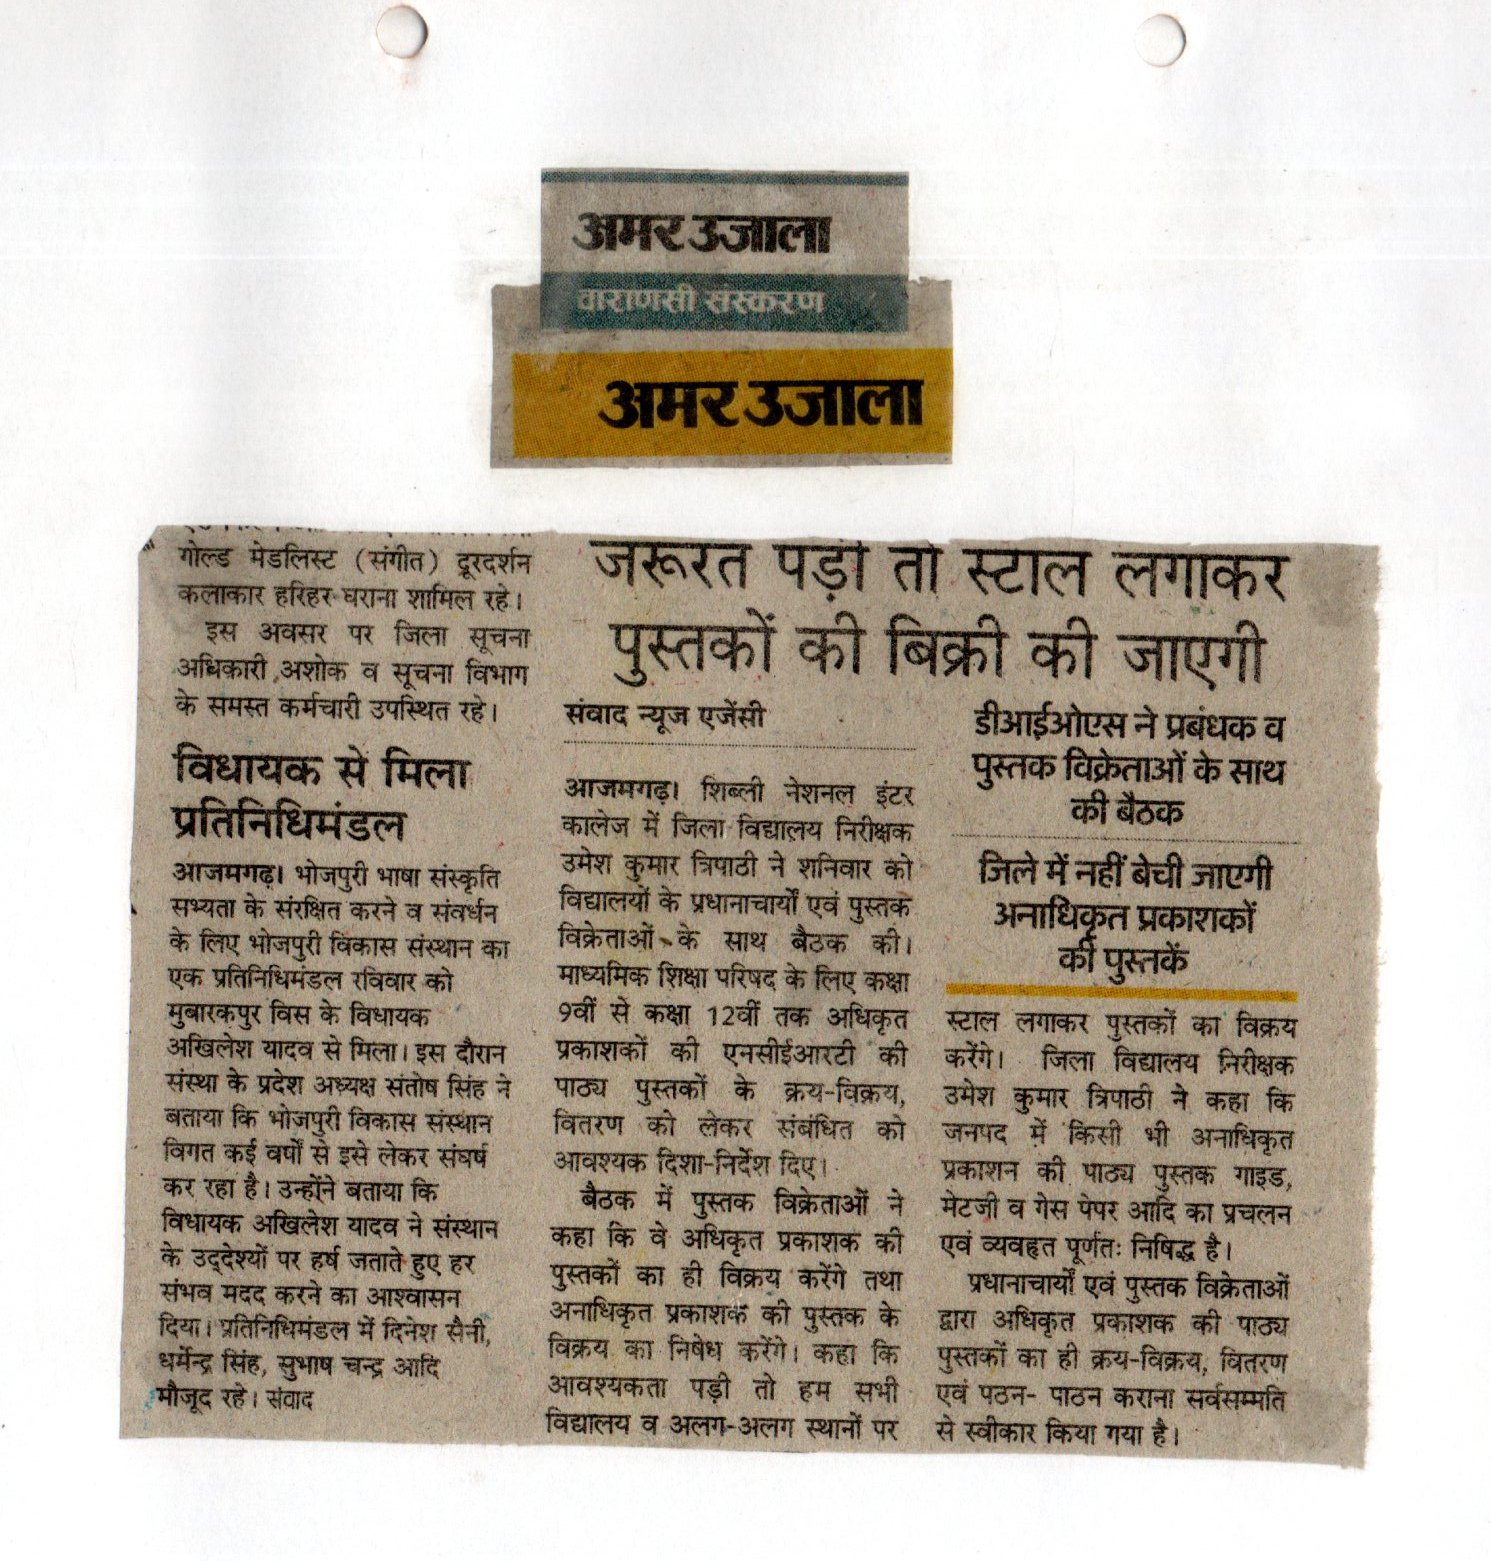 अमर उजाला
वाराणसी संस्करण
अमर उजाला
गोल्ड मेडलिस्ट (संगीत) दूरदर्शन
कलाकार हरिहर घराना शामिल रहे।
इस अवसर पर जिला सूचना
अधिकारी अशोक व सूचना विभाग
के समस्त कर्मचारी उपस्थित रहे।
विधायक से मिला
प्रतिनिधिमंडल
आजमगढ़। भोजपुरी भाषा संस्कृति
सभ्यता के संरक्षित करने व संवर्धन
के लिए भोजपुरी विकास संस्थान का
एक प्रतिनिधिमंडल रविवार को
मुबारकपुर विस के विधायक
अखिलेश यादव से मिला। इस दौरान
संस्था के प्रदेश अध्यक्ष संतोष सिंह ने
बताया कि भोजपुरी विकास संस्थान
विगत कई वर्षों से इसे लेकर संघर्ष
कर रहा है। उन्होंने बताया कि
विधायक अखिलेश यादव ने संस्थान
के उद्देश्यों पर हर्ष जताते हुए हर
संभव मदद करने का आश्वासन
दिया। प्रतिनिधिमंडल में दिनेश सैनी,
धर्मेन्द्र सिंह, सुभाष चन्द्र आदि
मौजूद रहे। संवाद
जरूरत पड़ी तो स्टाल लगाकर
पुस्तकों की बिक्री की जाएगी
संवाद न्यूज एजेंसी
आजमगढ़। शिब्ली नेशनल इंटर
कालेज में जिला विद्यालय निरीक्षक
उमेश कुमार त्रिपाठी ने शनिवार को
विद्यालयों के प्रधानाचार्यों एवं पुस्तक
विक्रेताओं के साथ बैठक की।
माध्यमिक शिक्षा परिषद के लिए कक्षा
9वीं से कक्षा 12वीं तक अधिकृत
प्रकाशकों की एनसीईआरटी की
पाठ्य पुस्तकों के क्रय-विक्रय,
वितरण को लेकर संबंधित को
आवश्यक दिशा-निर्देश दिए।
बैठक में पुस्तक विक्रेताओं ने
कहा कि वे अधिकृत प्रकाशक की
पुस्तकों का ही विक्रय करेंगे तथा
अनाधिकृत प्रकाशक की पुस्तक के
विक्रय का निषेध करेंगे। कहा कि
आवश्यकता पड़ी तो हम सभी
विद्यालय व अलग-अलग स्थानों पर
डीआईओएस ने प्रबंधक व
पुस्तक विक्रेताओं के साथ
की बैठक
जिले में नहीं बेची जाएगी
अनाधिकृत प्रकाशकों
की पुस्तकें
स्टाल लगाकर पुस्तकों का विक्रय
करेंगे। जिला विद्यालय निरीक्षक
उमेश कुमार त्रिपाठी ने कहा कि
जनपद में किसी भी अनाधिकृत
प्रकाशन की पाठ्य पुस्तक गाइड,
मेटजी व गेस पेपर आदि का प्रचलन
एवं व्यवहृत पूर्णतः निषिद्ध है।
प्रधानाचार्यों एवं पुस्तक विक्रेताओं
द्वारा अधिकृत प्रकाशक की पाठ्य
पुस्तकों का ही क्रय-विक्रय, वितरण
एवं पठन- पाठन कराना सर्वसम्मति
से स्वीकार किया गया है।